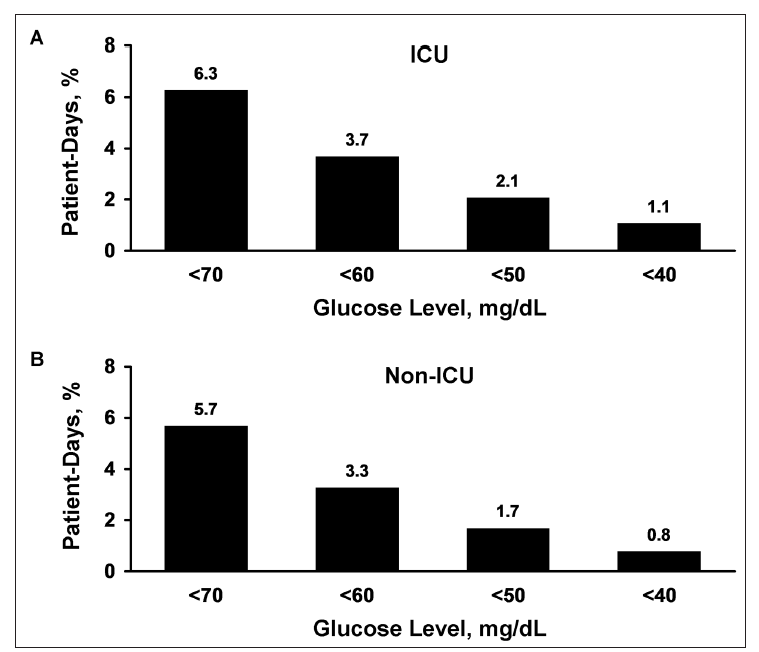 A
ICU
Patient-Days, %
8
6
4
2
0
6.3
3.7
2.1
1.1
<70 <60 <50 <40
Glucose Level, mg/dL
B
Non-ICU
Patient-Days, %
8
6
4
2
0
5.7
3.3
1.7
0.8
<70 <60 <50 <40
Glucose Level, mg/dL